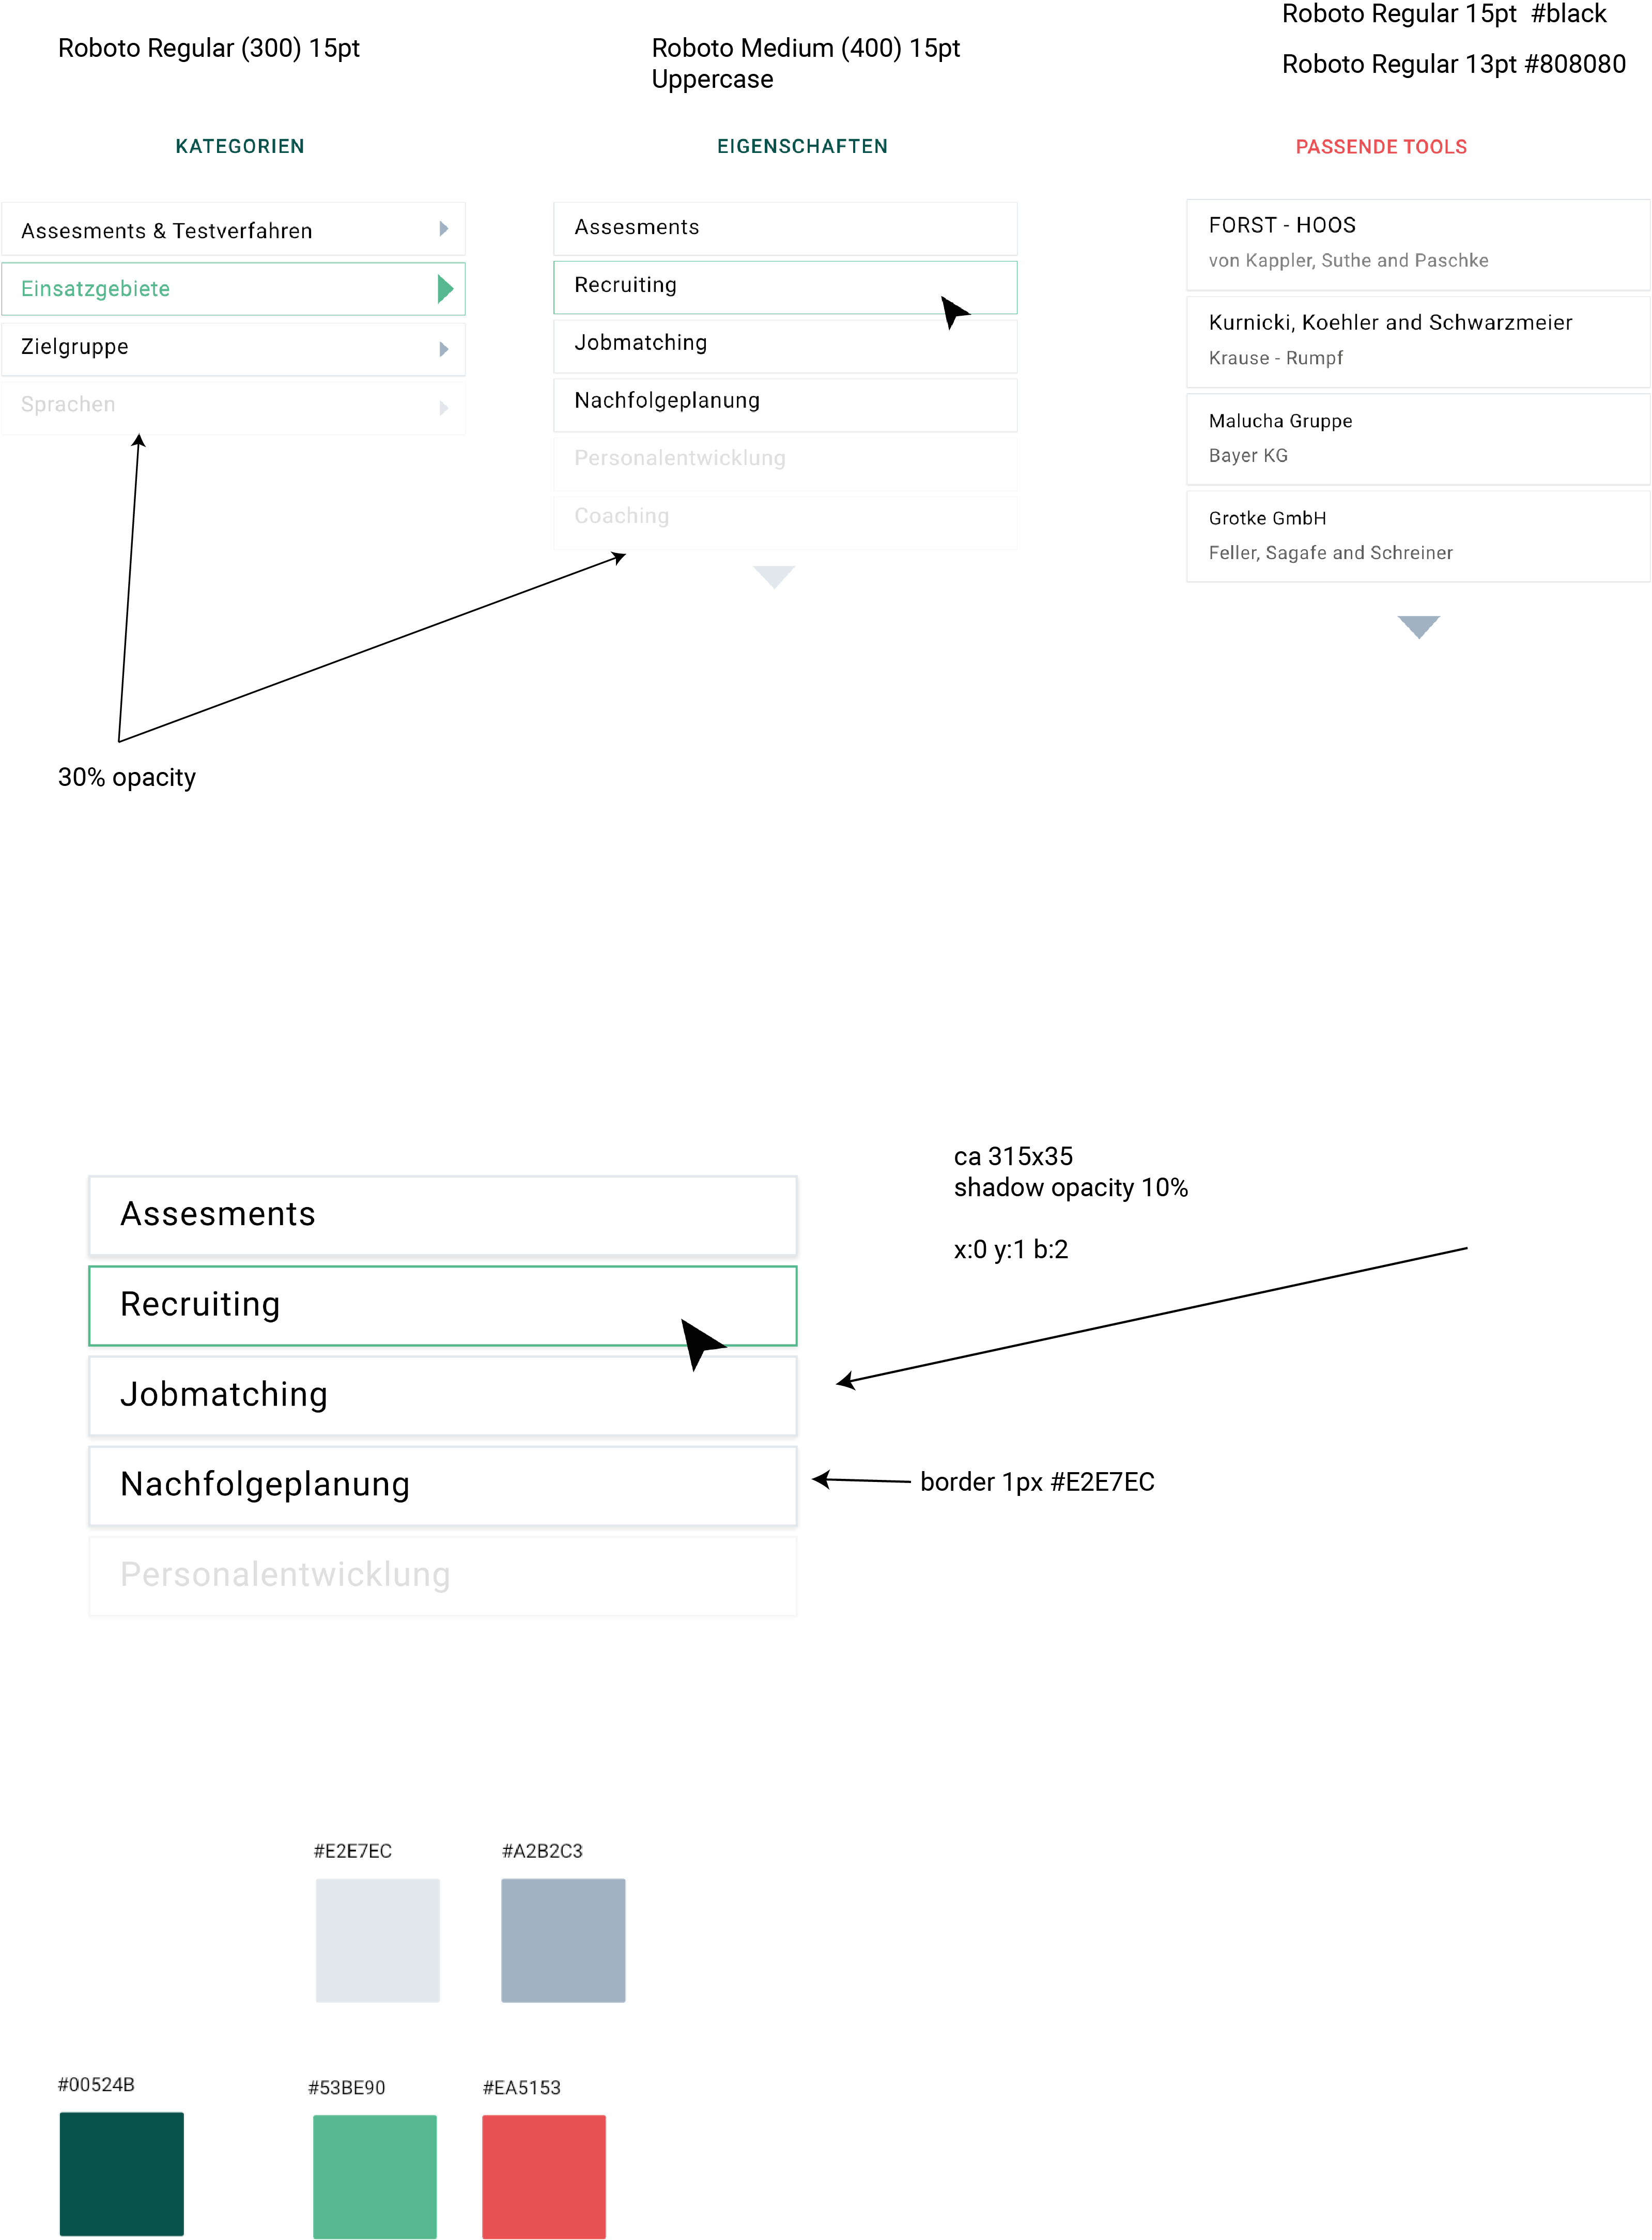 Roboto Regular (300) 15pt
Roboto Medium (400) 15pt
Uppercase
Roboto Regular 15pt  #black
Roboto Regular 13pt #808080
KATEGORIEN
Assesments & Testverfahren
Einsatzgebiete
Zielgruppe
Sprachen
EIGENSCHAFTEN
Assesments
Recruiting
Jobmatching
Nachfolgeplanung
Personalentwicklung
Coaching
PASSENDE TOOLS
FORST - HOOS
von Kappler, Suthe and Paschke
Kurnicki, Koehler and Schwarzmeier
Krause - Rumpf
Malucha Gruppe
Bayer KG
Grotke GmbH
Feller, Sagafe and Schreiner
30% opacity
ca 315x35
shadow opacity 10%
x:0 y:1 b:2
Assesments
Recruiting
Jobmatching
Nachfolgeplanung
border 1px #E2E7EC
Personalentwicklung
#E2E7EC
#A2B2C3
#00524B
#53BE90
#EA5153